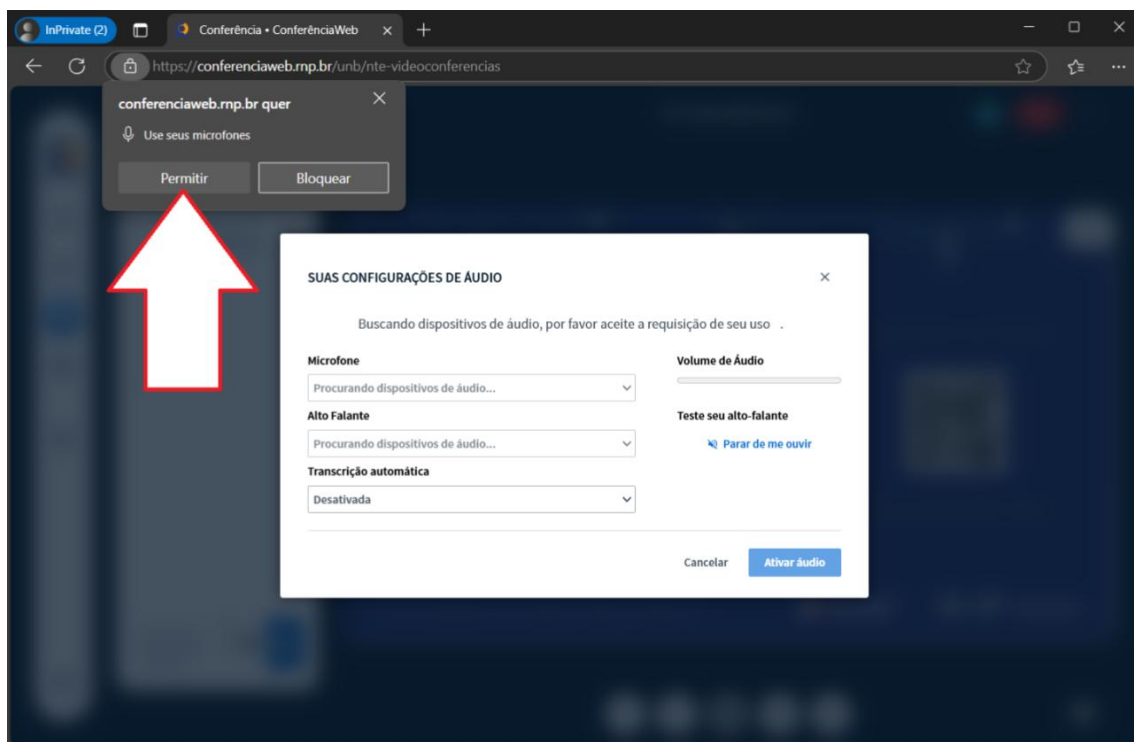 InPrivate (2)
Conferência • ConferênciaWeb
https://conferenciaweb.rnp.br/unb/nte-videoconferencias
conferenciaweb.rnp.br quer
Use seus microfones
Permitir
Bloquear
SUAS CONFIGURAÇÕES DE ÁUDIO
Buscando dispositivos de áudio, por favor aceite a requisição de seu uso .
Microfone
Volume de Áudio
Procurando dispositivos de áudio...
Alto Falante
Teste seu alto-falante
Procurando dispositivos de áudio...
Parar de me ouvir
Transcrição automática
Desativada
Cancelar
Ativar áudio